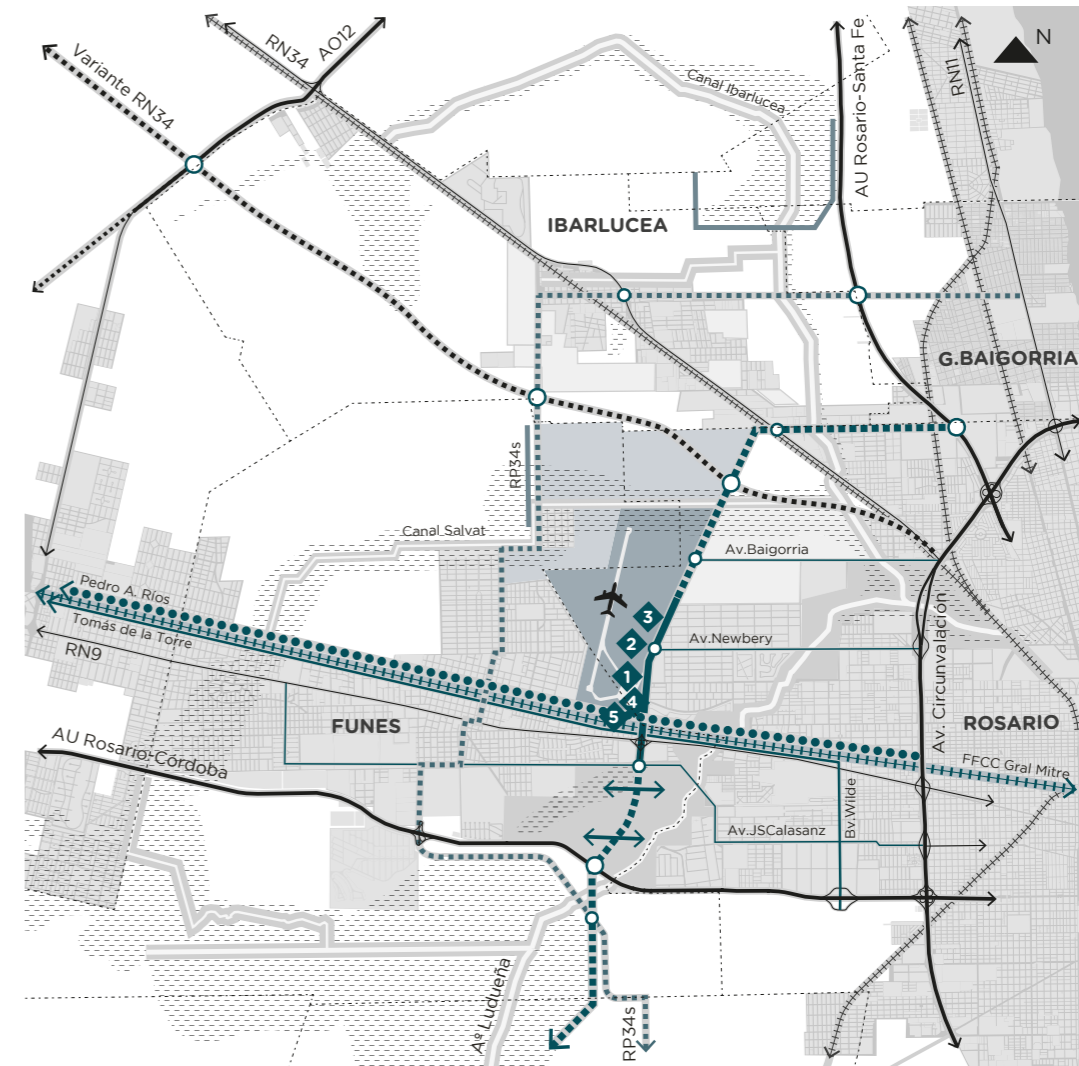 N
RN34
AO12
Variante RN34
RN11
Canal Ibarlucea
AU Rosario-Santa Fe
IBARLUCEA
G.BAIGORRIA
RP34s
Canal Salvat
Av.Baigorria
Pedro A. Ríos
Tomás de la Torre
3
2
Av.Newbery
RN9
1
4
5
FUNES
Av. Circunvalación
ROSARIO
AU Rosario-Córdoba
FFCC Gral Mitre
Bv.Wilde
Av.JSCalasanz
Aº Ludueña
RP34s